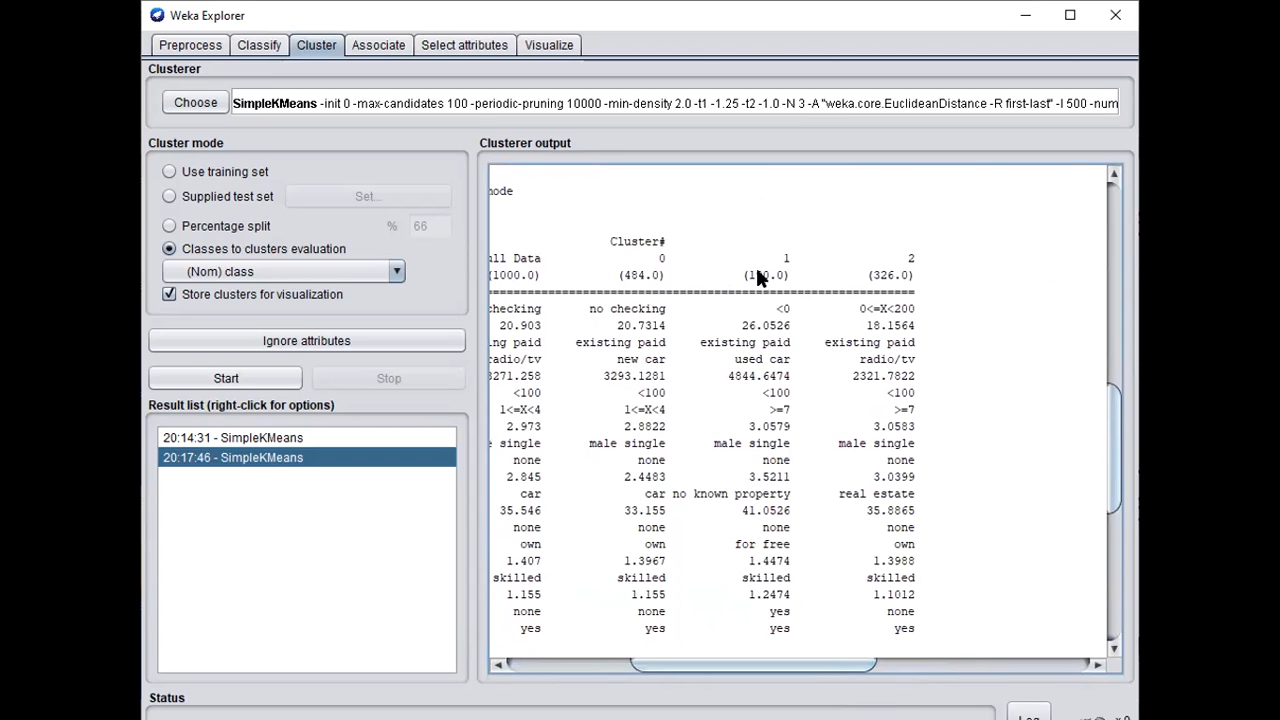 Weka Explorer
Preprocess Classify Cluster Associate Select attributes Visualize
Clusterer
Choose SimpleKMeans -init 0 -max-candidates 100 -periodic-pruning 10000 -min-density 2.0 -t1 -1.25 -t2 -1.0 -N 3 -A "weka.core.EuclideanDistance -R first-last" -I 500 -num
Cluster mode
Use training set
Supplied test set Set...
Percentage split % 66
Classes to clusters evaluation
(Nom) class
Store clusters for visualization
Ignore attributes
Start Stop
Result list (right-click for options)
20:14:31 - SimpleKMeans
20:17:46 - SimpleKMeans
Clusterer output
mode
Cluster#
ull Data 0 1 2
(1000.0) (484.0) (326.0)
==========================================================
checking no checking <0 0<=X<200
20.903 20.7314 26.0526 18.1564
ing paid existing paid existing paid existing paid
radio/tv new car used car radio/tv
3271.258 3293.1281 4844.6474 2321.7822
<100 <100 <100 <100
1<=X<4 1<=X<4 >=7 >=7
2.973 2.8822 3.0579 3.0583
e single male single male single male single
none none none none
2.845 2.4483 3.5211 3.0399
car car no known property real estate
35.546 33.155 41.0526 35.8865
none none none none
own own for free own
1.407 1.3967 1.4474 1.3988
skilled skilled skilled skilled
1.155 1.155 1.2474 1.1012
none none yes none
yes yes yes yes
Status